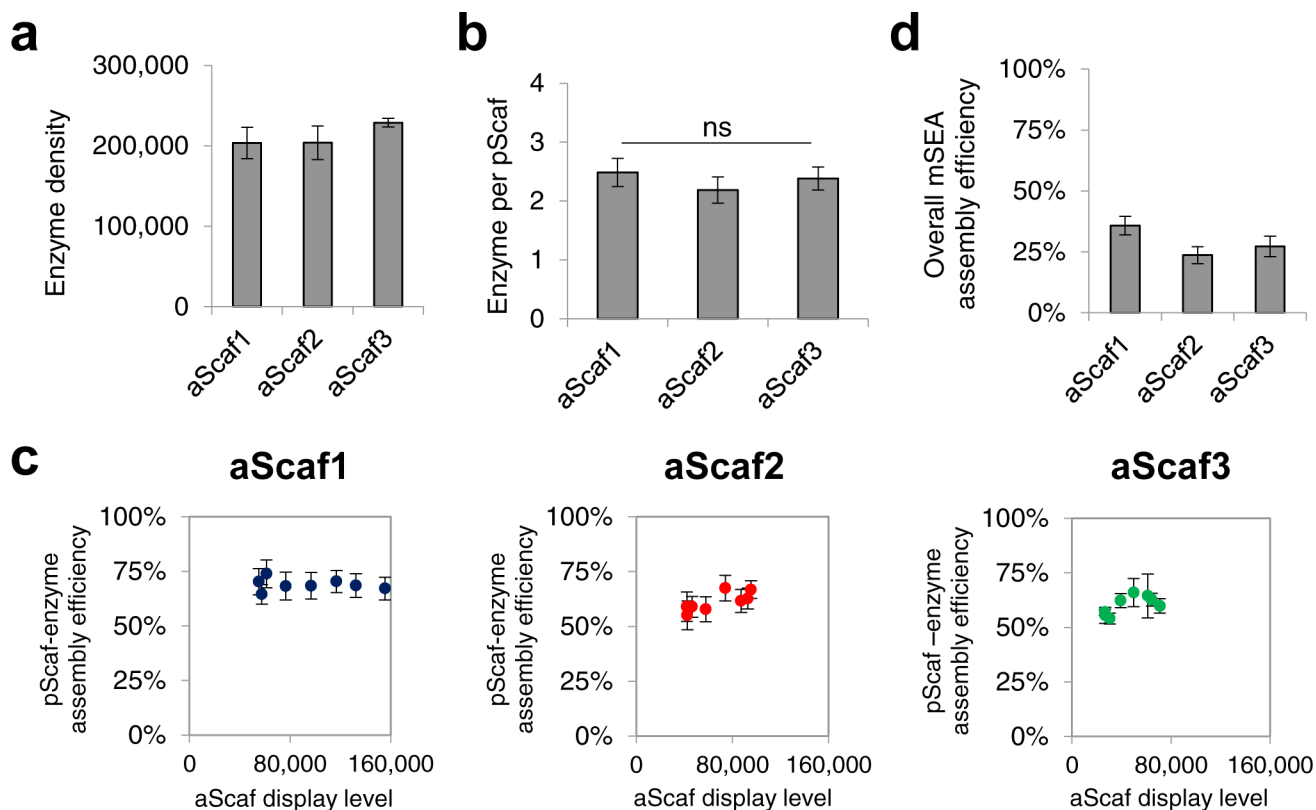 a
300,000
200,000
100,000
0
Enzyme density
aScaf1
aScaf2
aScaf3
b
4
3
2
1
0
Enzyme per pScaf
ns
aScaf1
aScaf2
aScaf3
d
100%
75%
50%
25%
0%
Overall mSEA
assembly efficiency
aScaf1
aScaf2
aScaf3
c
aScaf1
100%
75%
50%
25%
0%
pScaf-enzyme
assembly efficiency
0
80,000
160,000
aScaf display level
aScaf2
100%
75%
50%
25%
0%
pScaf-enzyme
assembly efficiency
0
80,000
160,000
aScaf display level
aScaf3
100%
75%
50%
25%
0%
pScaf –enzyme
assembly efficiency
0
80,000
160,000
aScaf display level